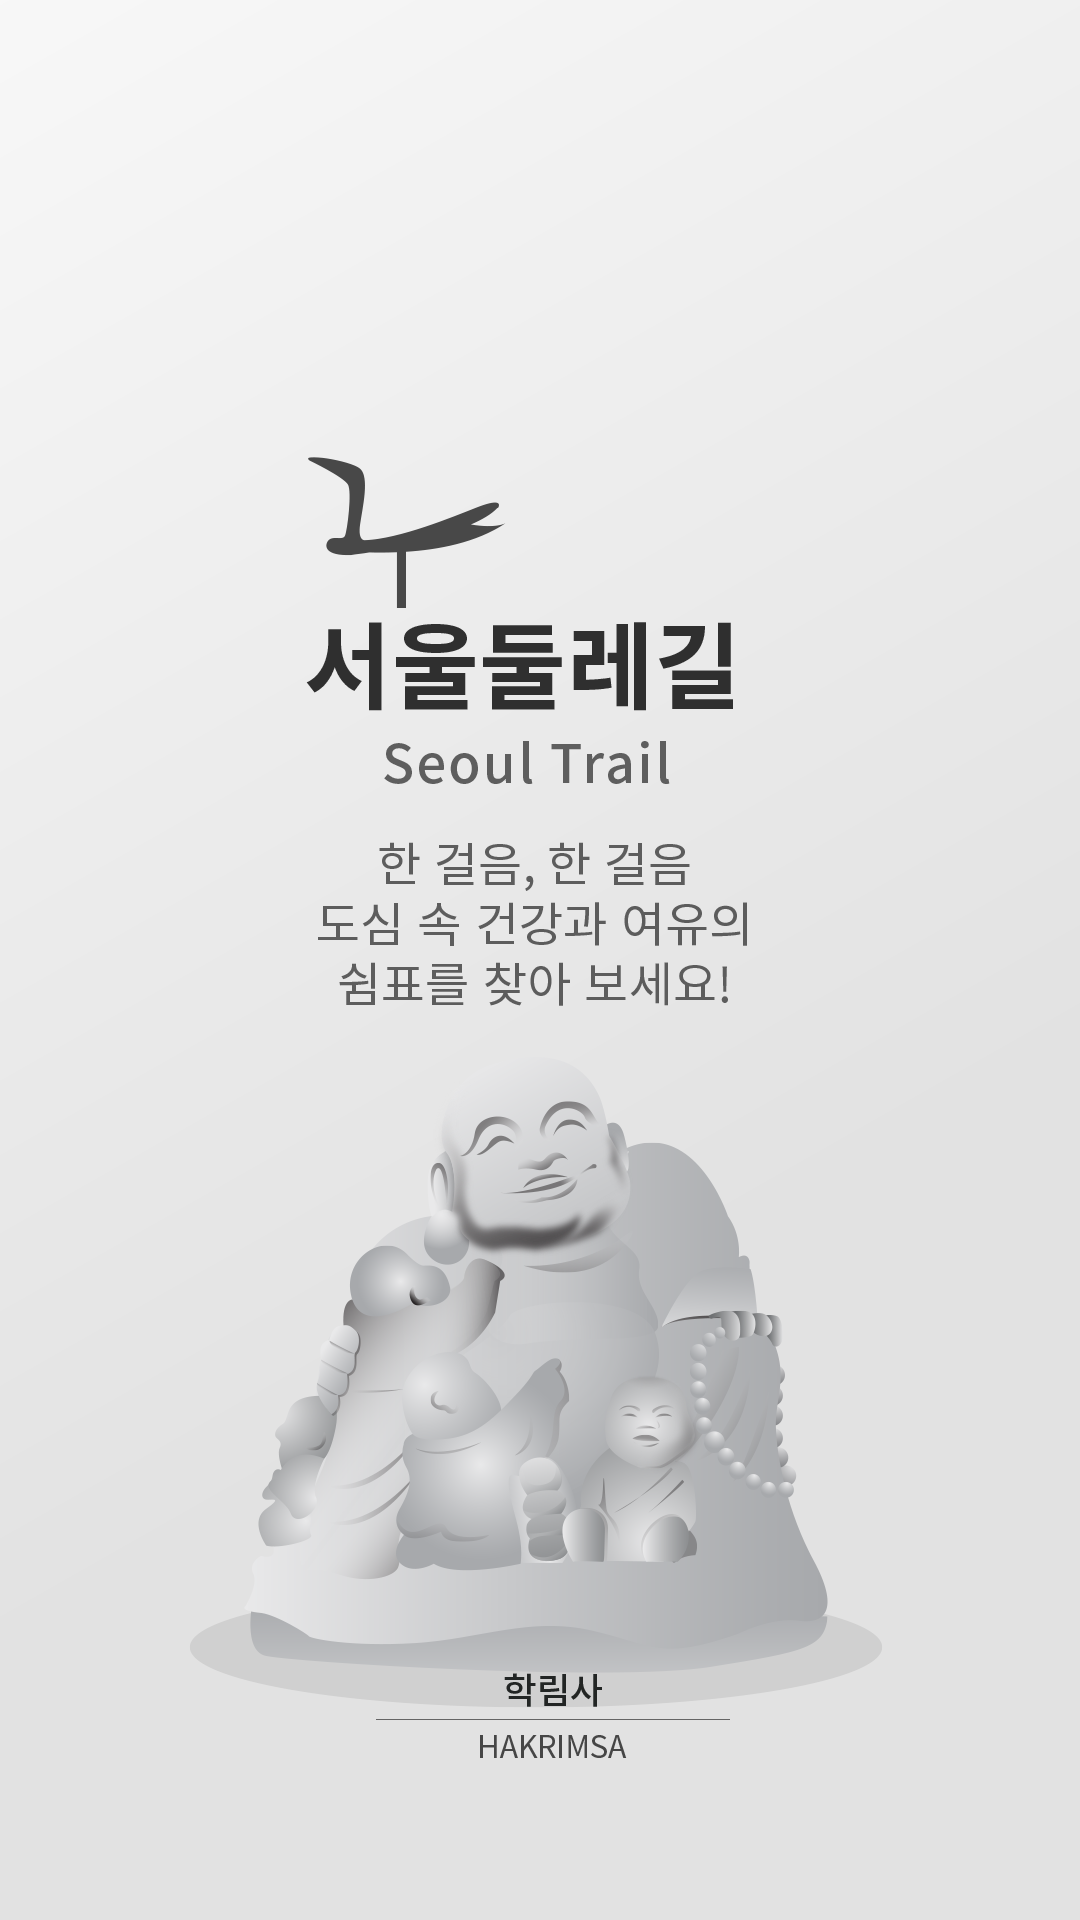 서울둘레길
Seoul Trail
한 걸음, 한 걸음
도심 속 건강과 여유의
쉼표를 찾아 보세요!
학림사
HAKRIMSA